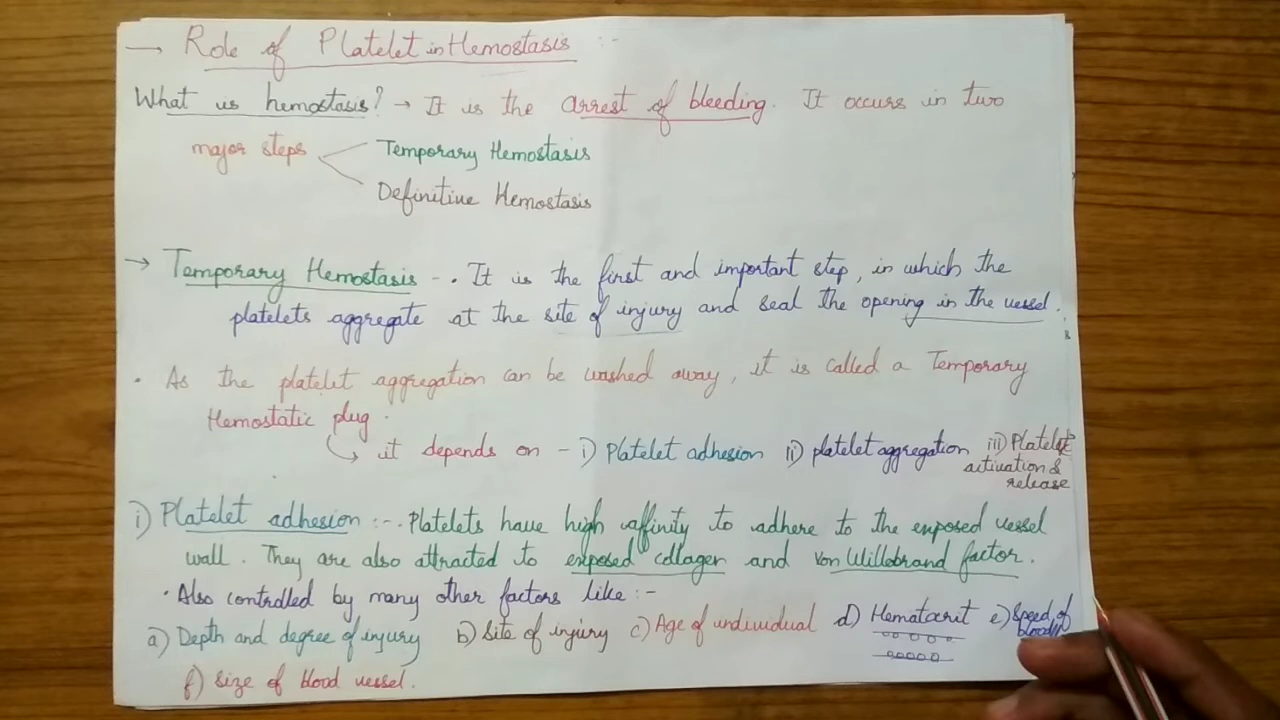 → Role of Platelet in Hemostasis :-
What is hemostasis? → It is the arrest of bleeding. It occurs in two
major steps
Temporary Hemostasis
Definitive Hemostasis
→ Temporary Hemostasis -. It is the first and important step, in which the
platelets aggregate at the site of injury and seal the opening in the vessel.
• As the platelet aggregation can be washed away, it is called a Temporary
Hemostatic plug.
it depends on - i) Platelet adhesion ii) platelet aggregation iii) Platelet
activation &
release
i) Platelet adhesion :-. Platelets have high affinity to adhere to the exposed vessel
wall. They are also attracted to exposed collagen and von Willebrand factor.
• Also controlled by many other factors like :-
a) Depth and degree of injury b) Site of injury c) Age of individual d) Hematocrit e) Speed of
blood
f) size of blood vessel.